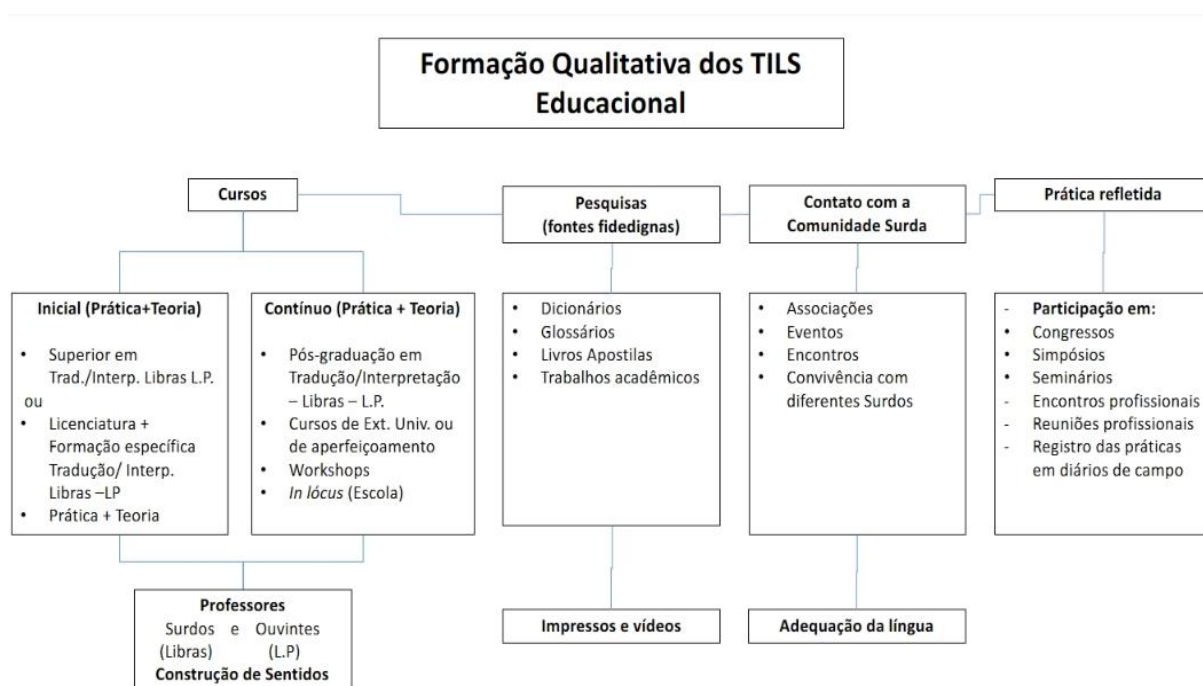 Formação Qualitativa dos TILS
Educacional
Cursos
Pesquisas
(fontes fidedignas)
Contato com a
Comunidade Surda
Prática refletida
Inicial (Prática+Teoria)
• Superior em
Trad./Interp. Libras L.P.
ou
• Licenciatura +
Formação específica
Tradução/ Interp.
Libras –LP
• Prática + Teoria
Contínuo (Prática + Teoria)
• Pós-graduação em
Tradução/Interpretação
– Libras – L.P.
• Cursos de Ext. Univ. ou
de aperfeiçoamento
• Workshops
• In lócus (Escola)
• Dicionários
• Glossários
• Livros Apostilas
• Trabalhos acadêmicos
• Associações
• Eventos
• Encontros
• Convivência com
diferentes Surdos
- Participação em:
• Congressos
• Simpósios
• Seminários
- Encontros profissionais
- Reuniões profissionais
- Registro das práticas
em diários de campo
Professores
Surdos e Ouvintes
(Libras) (L.P)
Construção de Sentidos
Impressos e vídeos
Adequação da língua